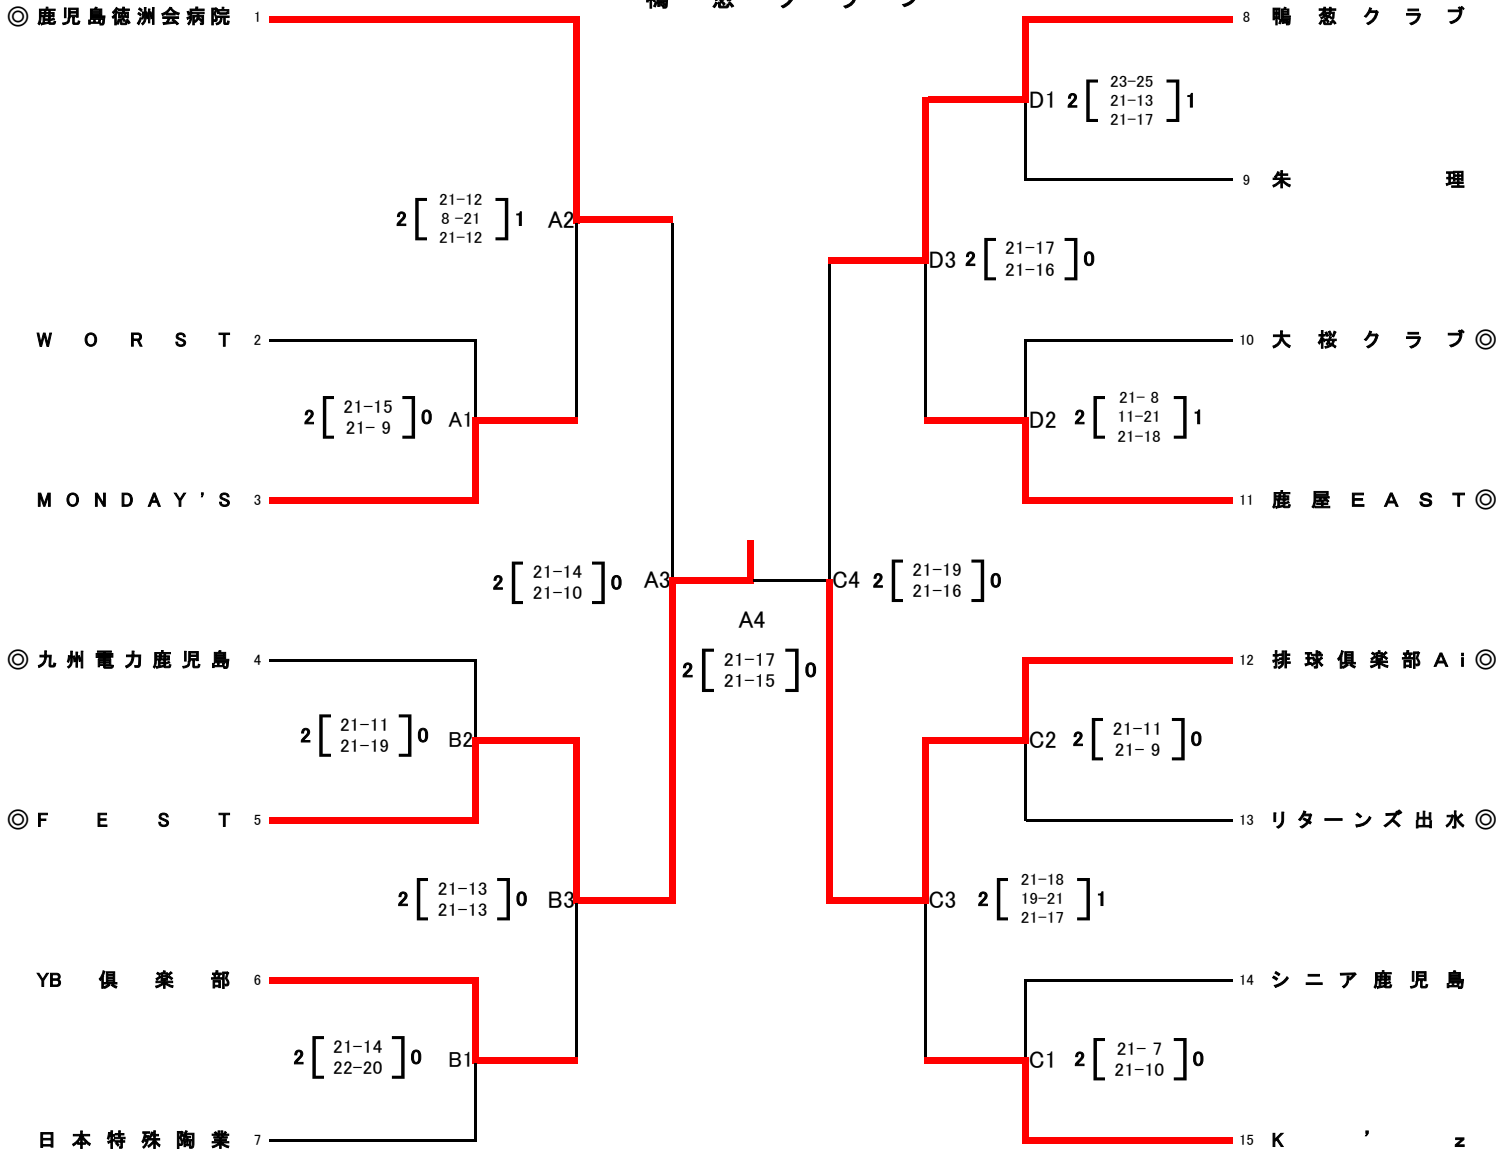 鴨葱クラブ
◎ 鹿児島徳洲会病院 1
8 鴨葱クラブ
D1 2 [ 23-25 ] 1
21-13
21-17
9 朱理
2 [ 21-12 ] 1 A2
8 -21
21-12
D3 2 [ 21-17 ] 0
21-16
WORST 2
10 大桜クラブ ◎
2 [ 21-15 ] 0 A1
21- 9
D2 2 [ 21- 8 ] 1
11-21
21-18
MONDAY'S 3
11 鹿屋EAST ◎
2 [ 21-14 ] 0 A3
21-10
C4 2 [ 21-19 ] 0
21-16
A4
2 [ 21-17 ] 0
21-15
◎ 九州電力鹿児島 4
12 排球倶楽部Ai ◎
2 [ 21-11 ] 0 B2
21-19
C2 2 [ 21-11 ] 0
21- 9
◎ FEST 5
13 リターンズ出水 ◎
2 [ 21-13 ] 0 B3
21-13
C3 2 [ 21-18 ] 1
19-21
21-17
YB倶楽部 6
14 シニア鹿児島
2 [ 21-14 ] 0 B1
22-20
C1 2 [ 21- 7 ] 0
21-10
日本特殊陶業 7
15 K'z